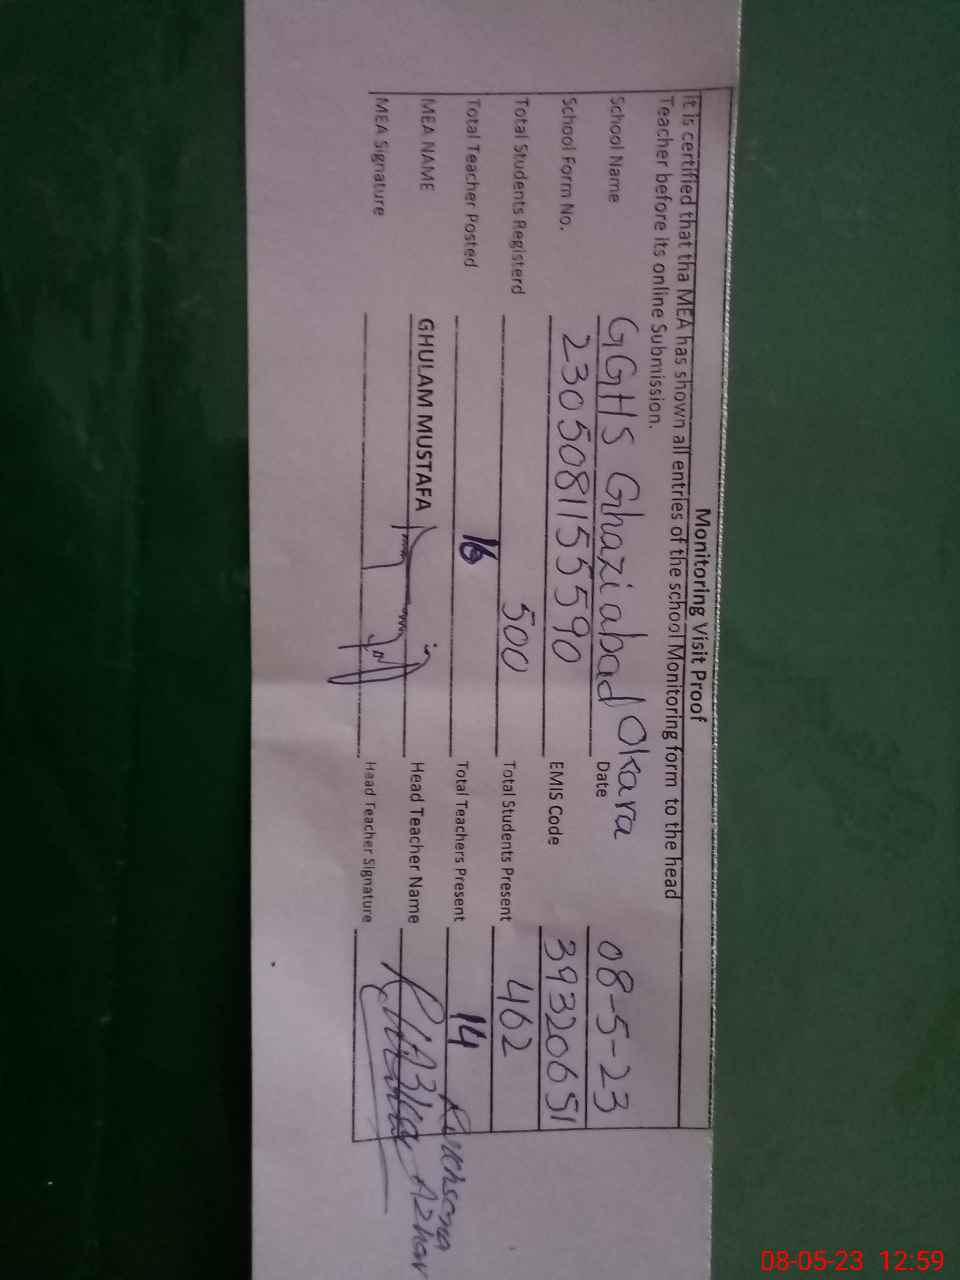 Monitoring Visit Proof
It is certified that tha MEA has shown all entries of the school Monitoring form to the head
Teacher before its online Submission.
School Name GGHS Ghaziabad Okara Date 08-5-23
School Form No. 2305081155590 EMIS Code 39320651
Total Students Registerd 500 Total Students Present 462
Total Teacher Posted 16 Total Teachers Present 14
MEA NAME GHULAM MUSTAFA Head Teacher Name
MEA Signature Head Teacher Signature
08-05-23 12:59